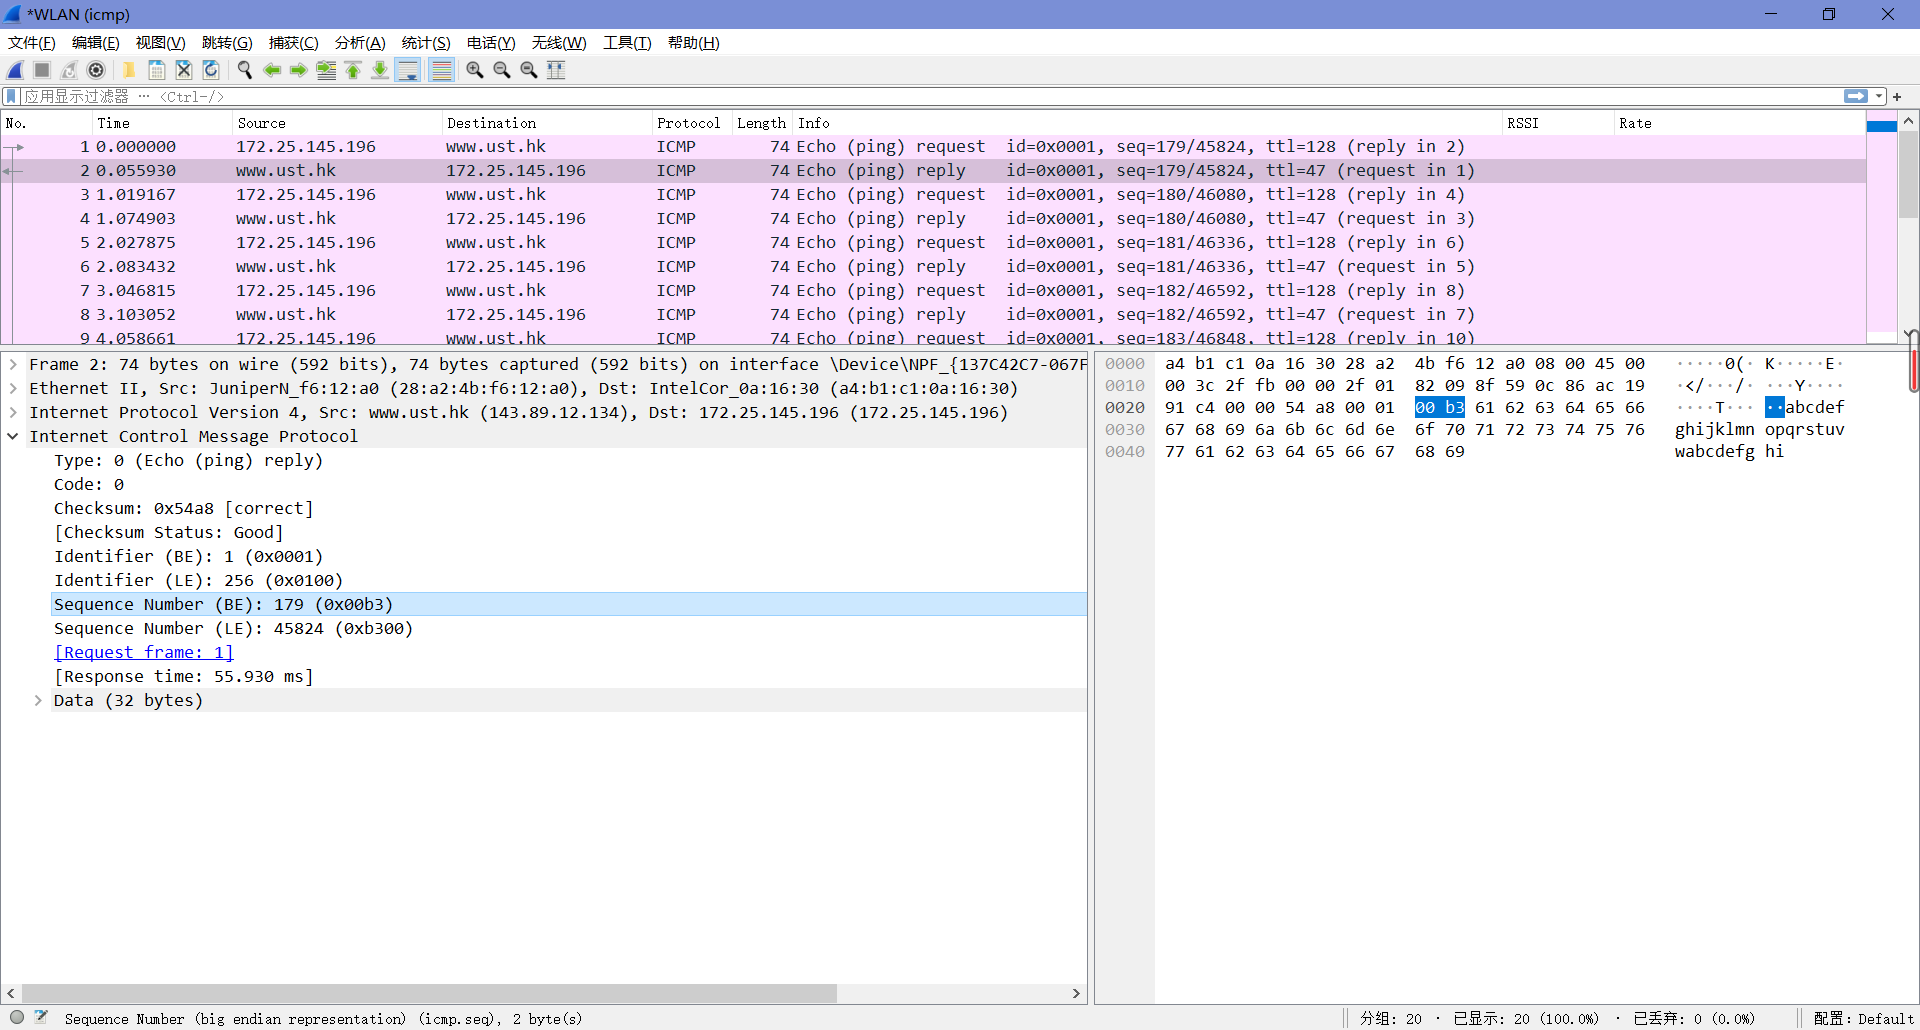 *WLAN (icmp)
文件(F) 编辑(E) 视图(V) 跳转(G) 捕获(C) 分析(A) 统计(S) 电话(Y) 无线(W) 工具(T) 帮助(H)
应用显示过滤器 … <Ctrl-/>
No. Time Source Destination Protocol Length Info RSSI Rate
1 0.000000 172.25.145.196 www.ust.hk ICMP 74 Echo (ping) request id=0x0001, seq=179/45824, ttl=128 (reply in 2)
2 0.055930 www.ust.hk 172.25.145.196 ICMP 74 Echo (ping) reply id=0x0001, seq=179/45824, ttl=47 (request in 1)
3 1.019167 172.25.145.196 www.ust.hk ICMP 74 Echo (ping) request id=0x0001, seq=180/46080, ttl=128 (reply in 4)
4 1.074903 www.ust.hk 172.25.145.196 ICMP 74 Echo (ping) reply id=0x0001, seq=180/46080, ttl=47 (request in 3)
5 2.027875 172.25.145.196 www.ust.hk ICMP 74 Echo (ping) request id=0x0001, seq=181/46336, ttl=128 (reply in 6)
6 2.083432 www.ust.hk 172.25.145.196 ICMP 74 Echo (ping) reply id=0x0001, seq=181/46336, ttl=47 (request in 5)
7 3.046815 172.25.145.196 www.ust.hk ICMP 74 Echo (ping) request id=0x0001, seq=182/46592, ttl=128 (reply in 8)
8 3.103052 www.ust.hk 172.25.145.196 ICMP 74 Echo (ping) reply id=0x0001, seq=182/46592, ttl=47 (request in 7)
9 4.058661 172.25.145.196 www.ust.hk ICMP 74 Echo (ping) request id=0x0001, seq=183/46848, ttl=128 (reply in 10)
Frame 2: 74 bytes on wire (592 bits), 74 bytes captured (592 bits) on interface \Device\NPF_{137C42C7-067F
Ethernet II, Src: JuniperN_f6:12:a0 (28:a2:4b:f6:12:a0), Dst: IntelCor_0a:16:30 (a4:b1:c1:0a:16:30)
Internet Protocol Version 4, Src: www.ust.hk (143.89.12.134), Dst: 172.25.145.196 (172.25.145.196)
Internet Control Message Protocol
Type: 0 (Echo (ping) reply)
Code: 0
Checksum: 0x54a8 [correct]
[Checksum Status: Good]
Identifier (BE): 1 (0x0001)
Identifier (LE): 256 (0x0100)
Sequence Number (BE): 179 (0x00b3)
Sequence Number (LE): 45824 (0xb300)
[Request frame: 1]
[Response time: 55.930 ms]
Data (32 bytes)
0000 a4 b1 c1 0a 16 30 28 a2 4b f6 12 a0 08 00 45 00 ·····0(· K·····E·
0010 00 3c 2f fb 00 00 2f 01 82 09 8f 59 0c 86 ac 19 ·</···/· ···Y····
0020 91 c4 00 00 54 a8 00 01 00 b3 61 62 63 64 65 66 ····T··· ··abcdef
0030 67 68 69 6a 6b 6c 6d 6e 6f 70 71 72 73 74 75 76 ghijklmn opqrstuv
0040 77 61 62 63 64 65 66 67 68 69 wabcdefg hi
Sequence Number (big endian representation) (icmp.seq), 2 byte(s)
分组: 20 · 已显示: 20 (100.0%) · 已丢弃: 0 (0.0%)
配置: Default